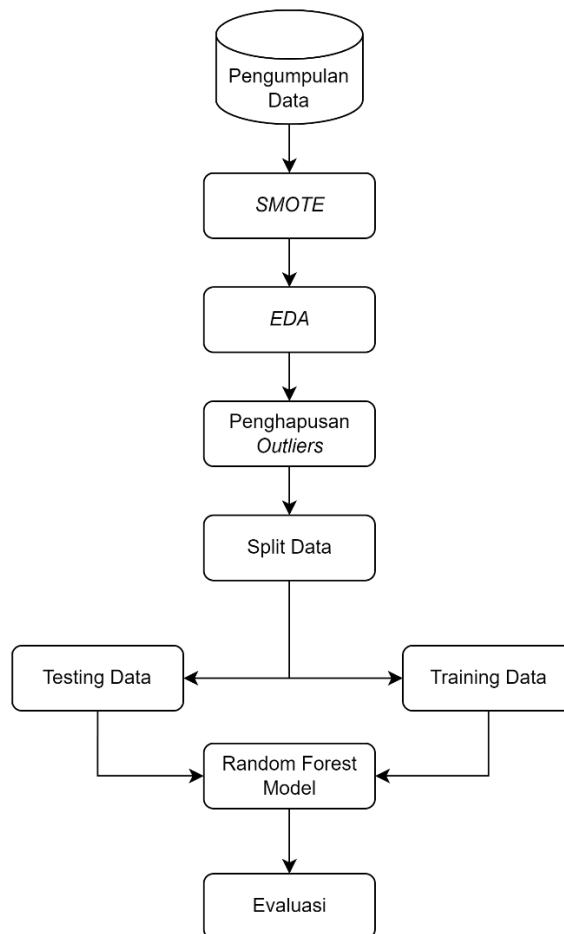 Pengumpulan
Data
SMOTE
EDA
Penghapusan
Outliers
Split Data
Testing Data
Training Data
Random Forest
Model
Evaluasi